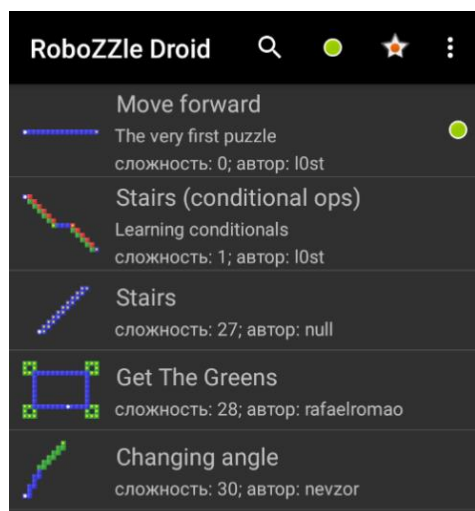 RoboZZle Droid
Move forward
The very first puzzle
сложность: 0; автор: l0st
Stairs (conditional ops)
Learning conditionals
сложность: 1; автор: l0st
Stairs
сложность: 27; автор: null
Get The Greens
сложность: 28; автор: rafaelromao
Changing angle
сложность: 30; автор: nevzor